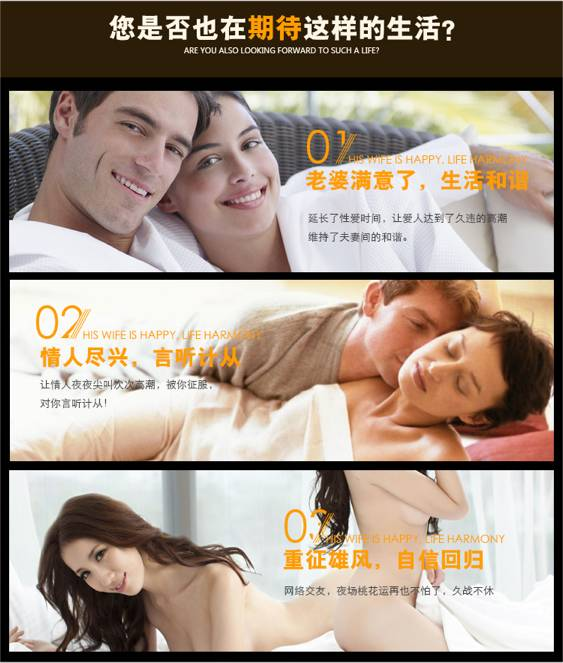 您是否也在期待这样的生活？
ARE YOU ALSO LOOKING FORWARD TO SUCH A LIFE?
01
HIS WIFE IS HAPPY, LIFE HARMONY
老婆满意了，生活和谐
延长了性爱时间，让爱人达到了久违的高潮
维持了夫妻间的和谐。
02
HIS WIFE IS HAPPY, LIFE HARMONY
情人尽兴，言听计从
让情人夜夜尖叫次次高潮，被你征服，
对你言听计从！
HIS WIFE IS HAPPY, LIFE HARMONY
重征雄风，自信回归
网络交友，夜场桃花运再也不怕了，久战不休